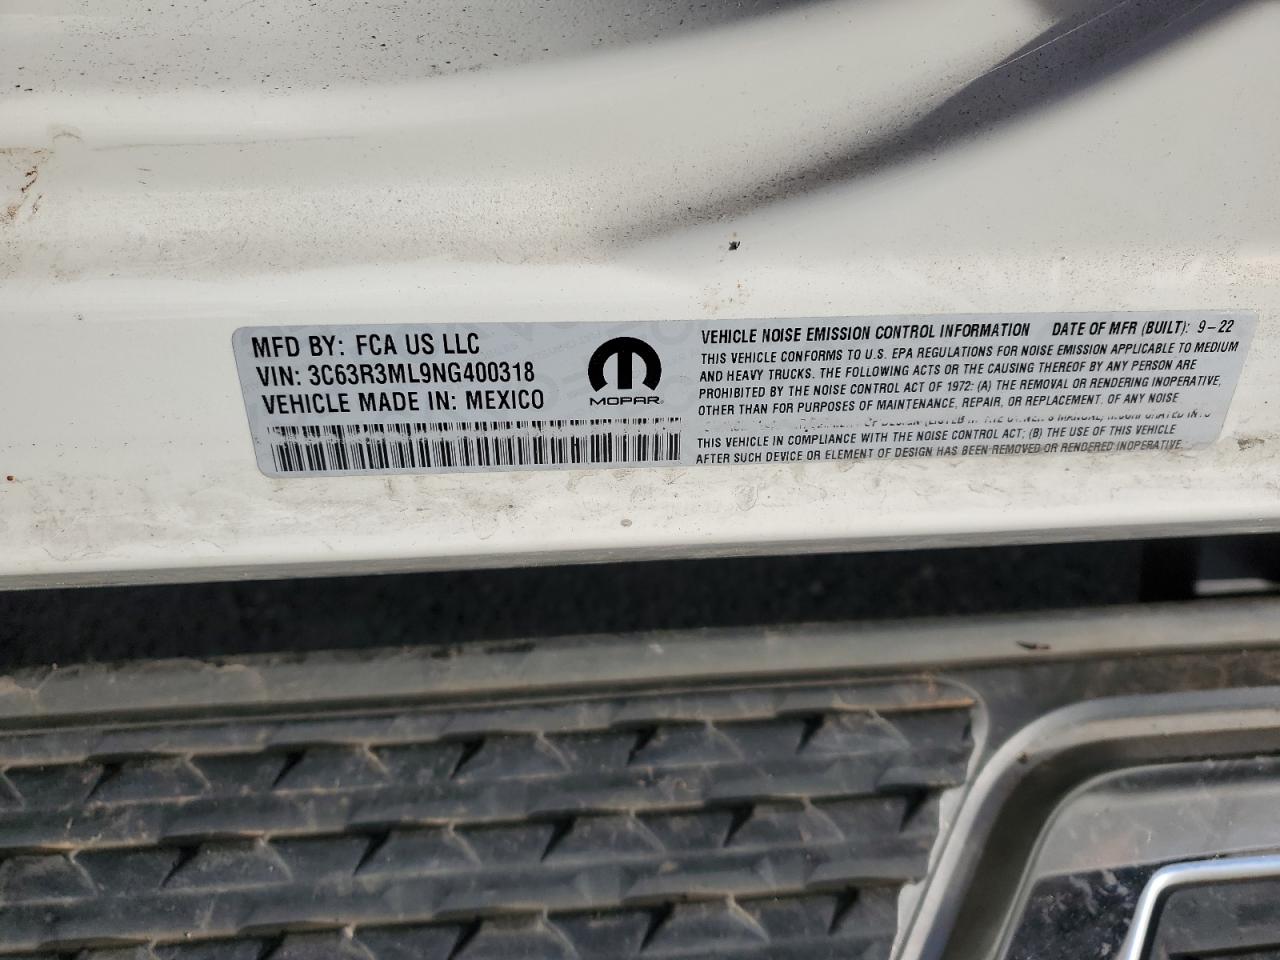 MFD BY: FCA US LLC
VIN: 3C63R3ML9NG400318
VEHICLE MADE IN: MEXICO
MOPAR
VEHICLE NOISE EMISSION CONTROL INFORMATION DATE OF MFR (BUILT): 9-22
THIS VEHICLE CONFORMS TO U.S. EPA REGULATIONS FOR NOISE EMISSION APPLICABLE TO MEDIUM
AND HEAVY TRUCKS. THE FOLLOWING ACTS OR THE CAUSING THEREOF BY ANY PERSON ARE
PROHIBITED BY THE NOISE CONTROL ACT OF 1972: (A) THE REMOVAL OR RENDERING INOPERATIVE,
OTHER THAN FOR PURPOSES OF MAINTENANCE, REPAIR, OR REPLACEMENT, OF ANY NOISE
THIS VEHICLE IN COMPLIANCE WITH THE NOISE CONTROL ACT, (B) THE USE OF THIS VEHICLE
AFTER SUCH DEVICE OR ELEMENT OF DESIGN HAS BEEN REMOVED OR RENDERED INOPERATIVE.